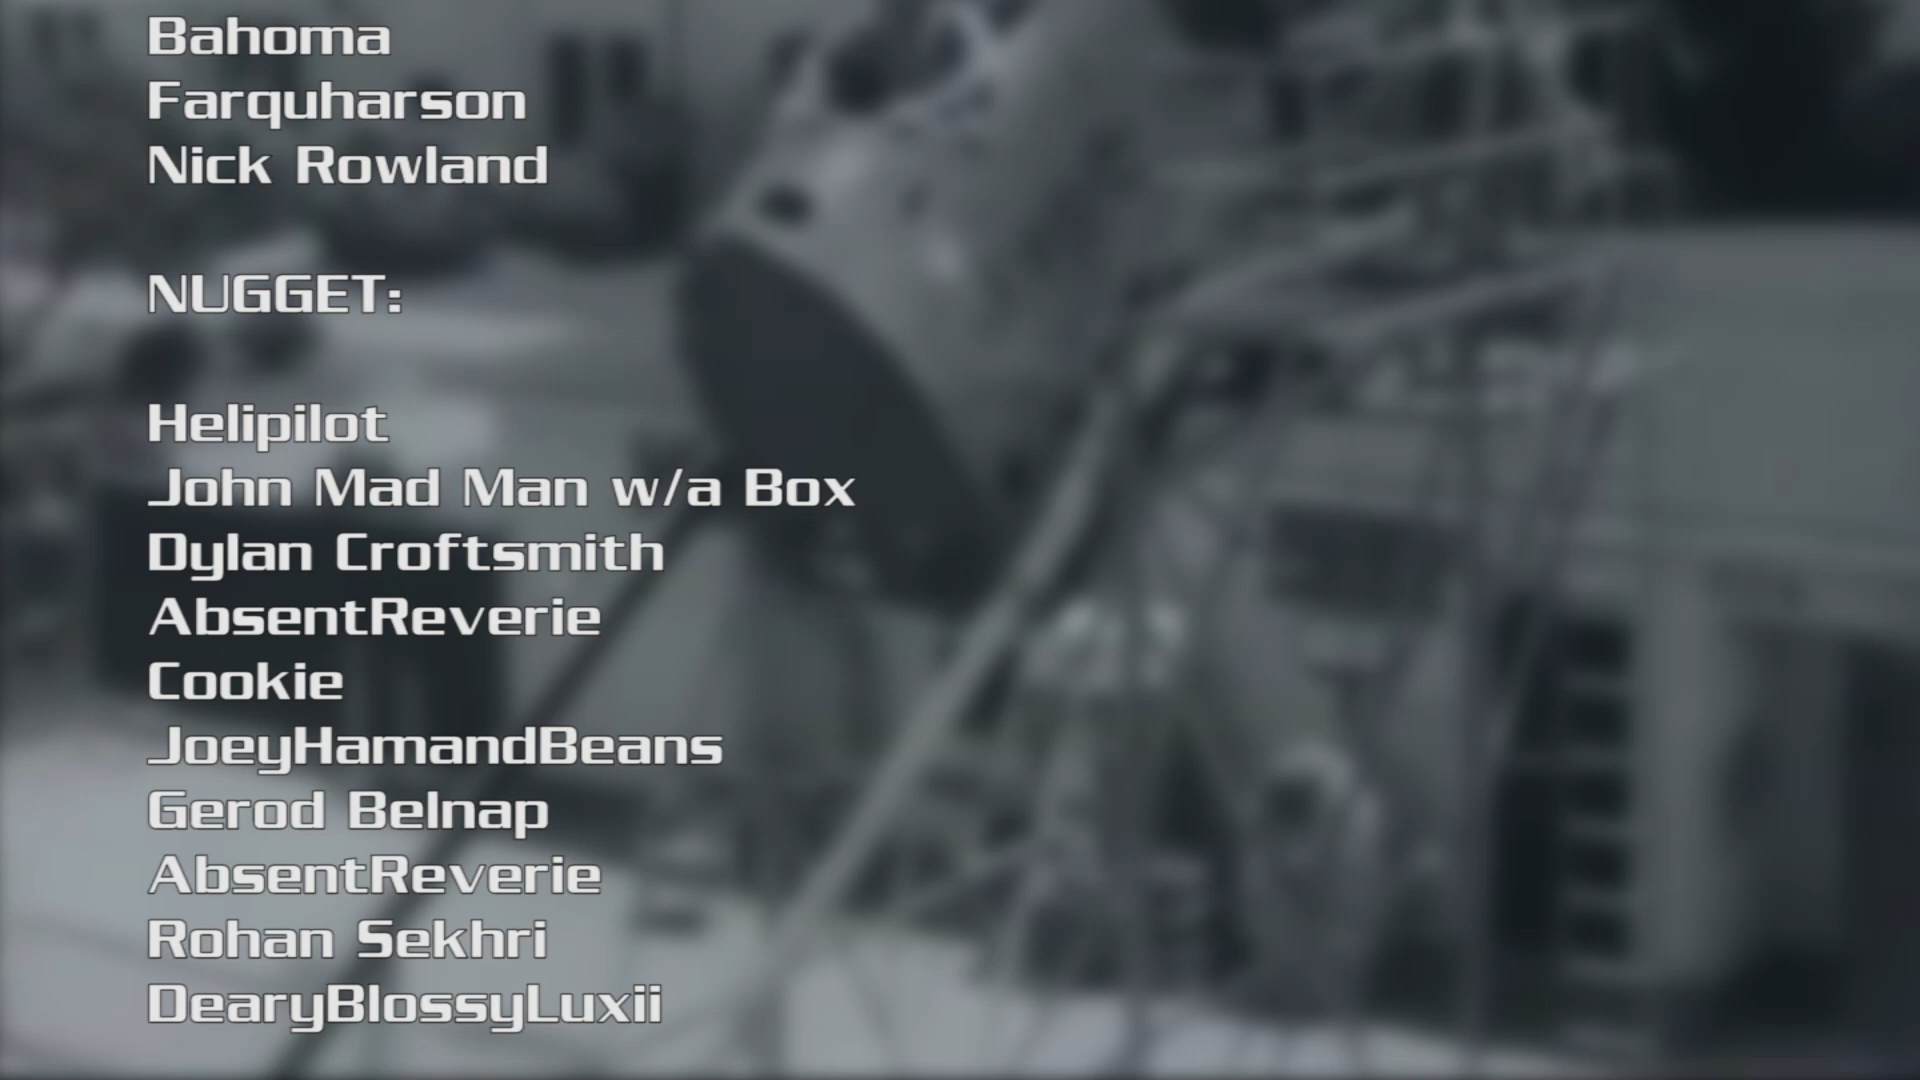 Bahoma
Farquharson
Nick Rowland
NUGGET:
Helipilot
John Mad Man w/a Box
Dylan Croftsmith
AbsentReverie
Cookie
JoeyHamandBeans
Gerod Belnap
AbsentReverie
Rohan Sekhri
DearyBlossyLuxii